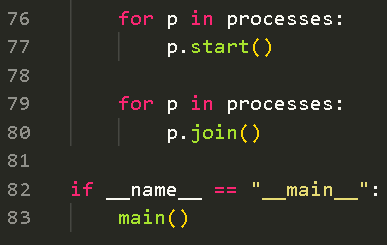 76 for p in processes:
77 p.start()
78
79 for p in processes:
80 p.join()
81
82 if __name__ == "__main__":
83 main()